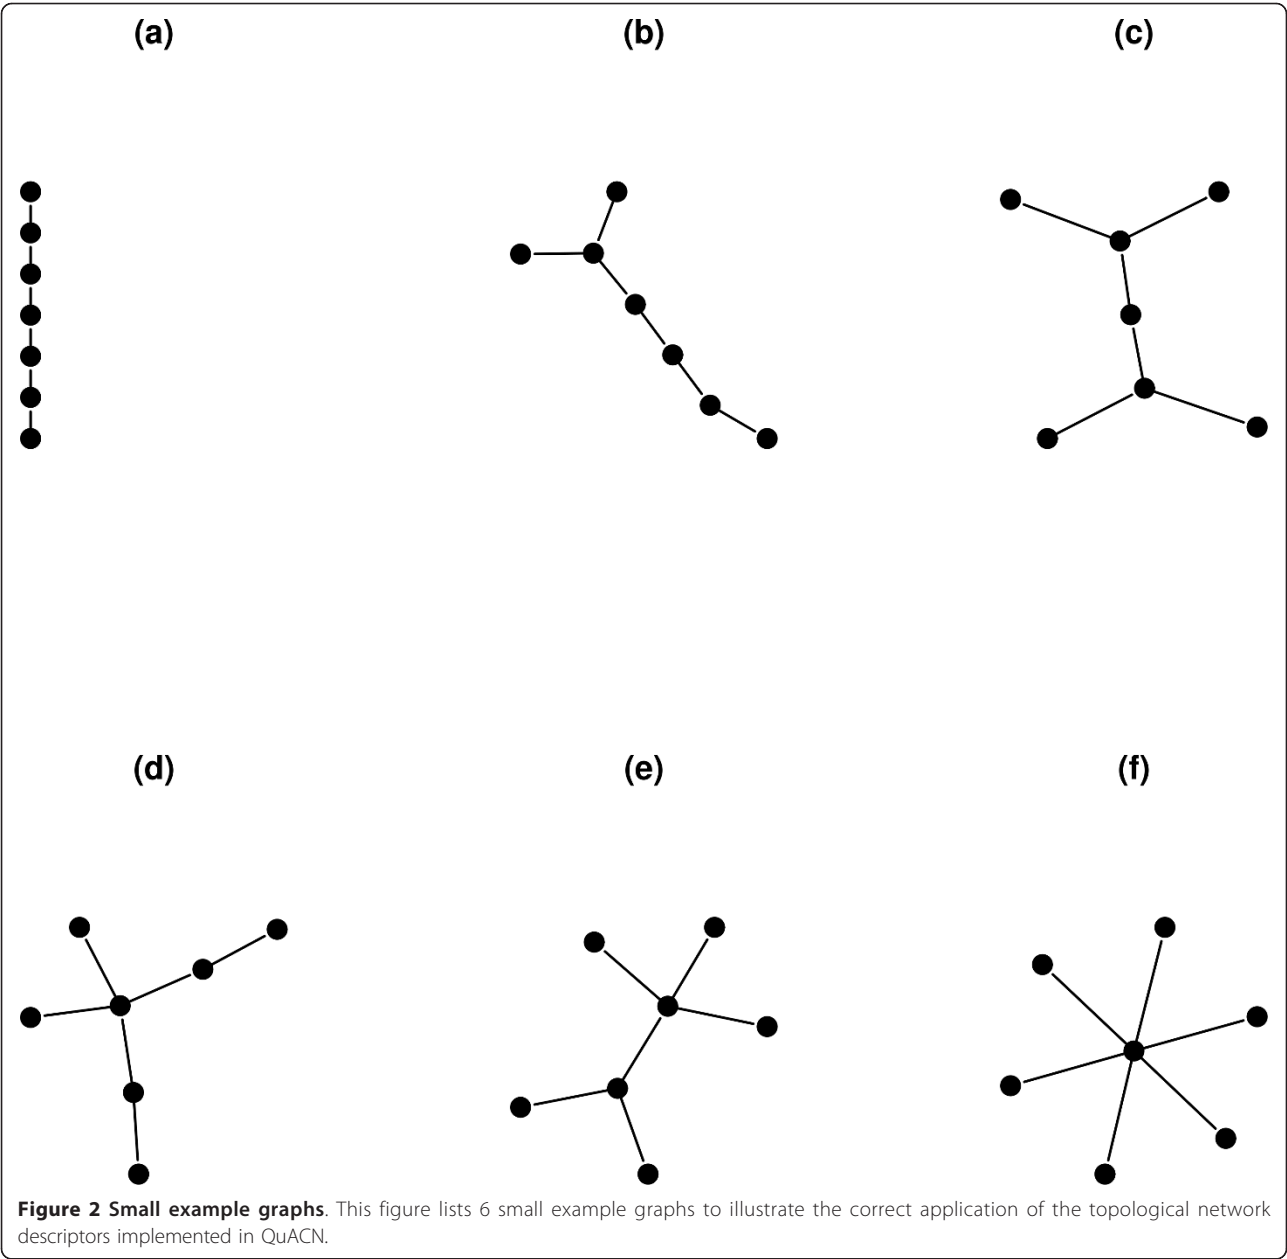 (a) (b) (c)
(d) (e) (f)
Figure 2 Small example graphs. This figure lists 6 small example graphs to illustrate the correct application of the topological network
descriptors implemented in QuACN.